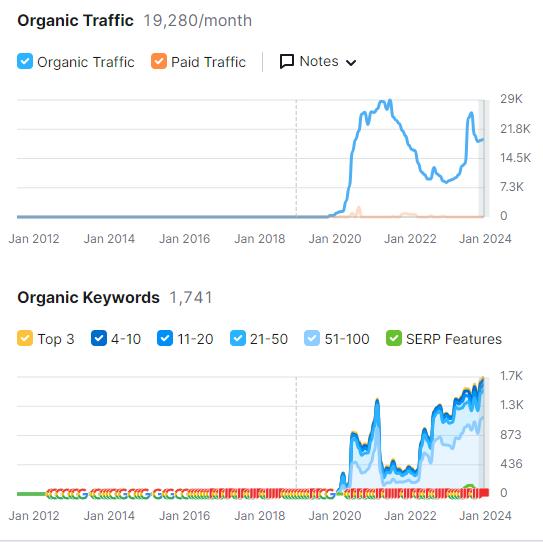 Organic Traffic 19,280/month
Organic Traffic Paid Traffic Notes
29K
21.8K
14.5K
7.3K
0
Jan 2012 Jan 2014 Jan 2016 Jan 2018 Jan 2020 Jan 2022 Jan 2024
Organic Keywords 1,741
Top 3 4-10 11-20 21-50 51-100 SERP Features
1.7K
1.3K
873
436
0
Jan 2012 Jan 2014 Jan 2016 Jan 2018 Jan 2020 Jan 2022 Jan 2024